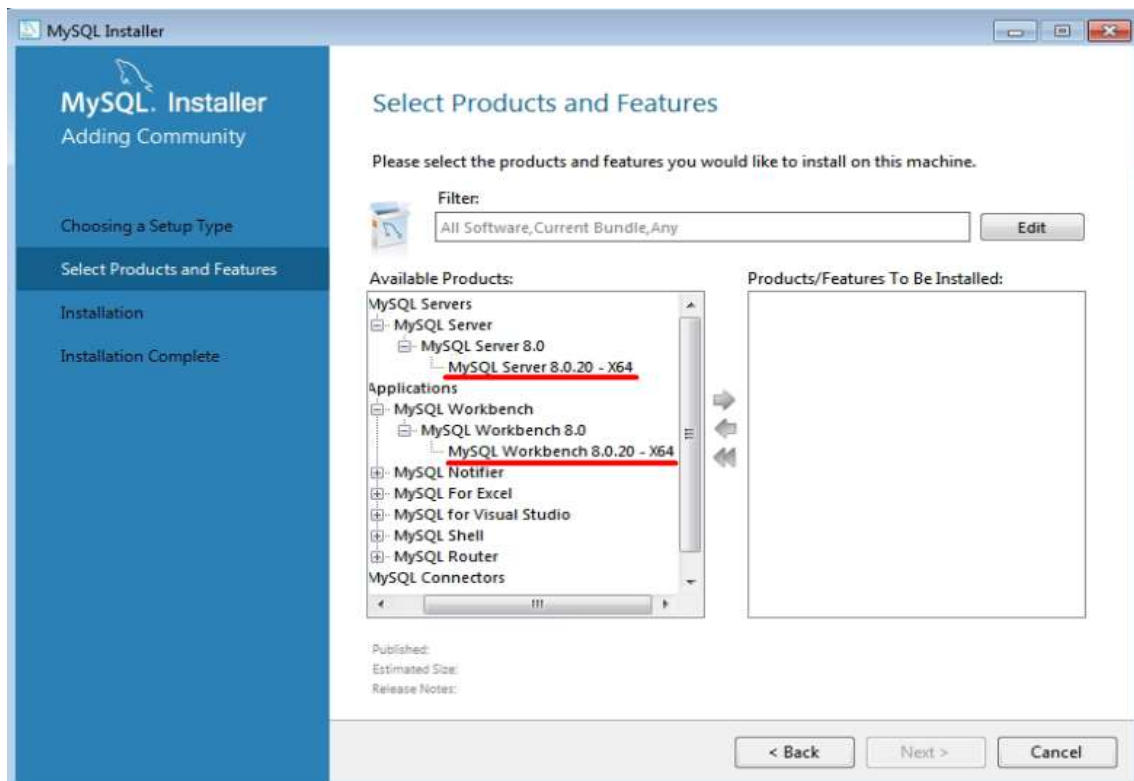 MySQL Installer
MySQL. Installer
Adding Community
Choosing a Setup Type
Select Products and Features
Installation
Installation Complete
Select Products and Features
Please select the products and features you would like to install on this machine.
Filter:
All Software,Current Bundle,Any
Edit
Available Products:
MySQL Servers
MySQL Server
MySQL Server 8.0
MySQL Server 8.0.20 - X64
Applications
MySQL Workbench
MySQL Workbench 8.0
MySQL Workbench 8.0.20 - X64
MySQL Notifier
MySQL For Excel
MySQL for Visual Studio
MySQL Shell
MySQL Router
MySQL Connectors
Products/Features To Be Installed:
Published:
Estimated Size:
Release Notes:
< Back
Next >
Cancel